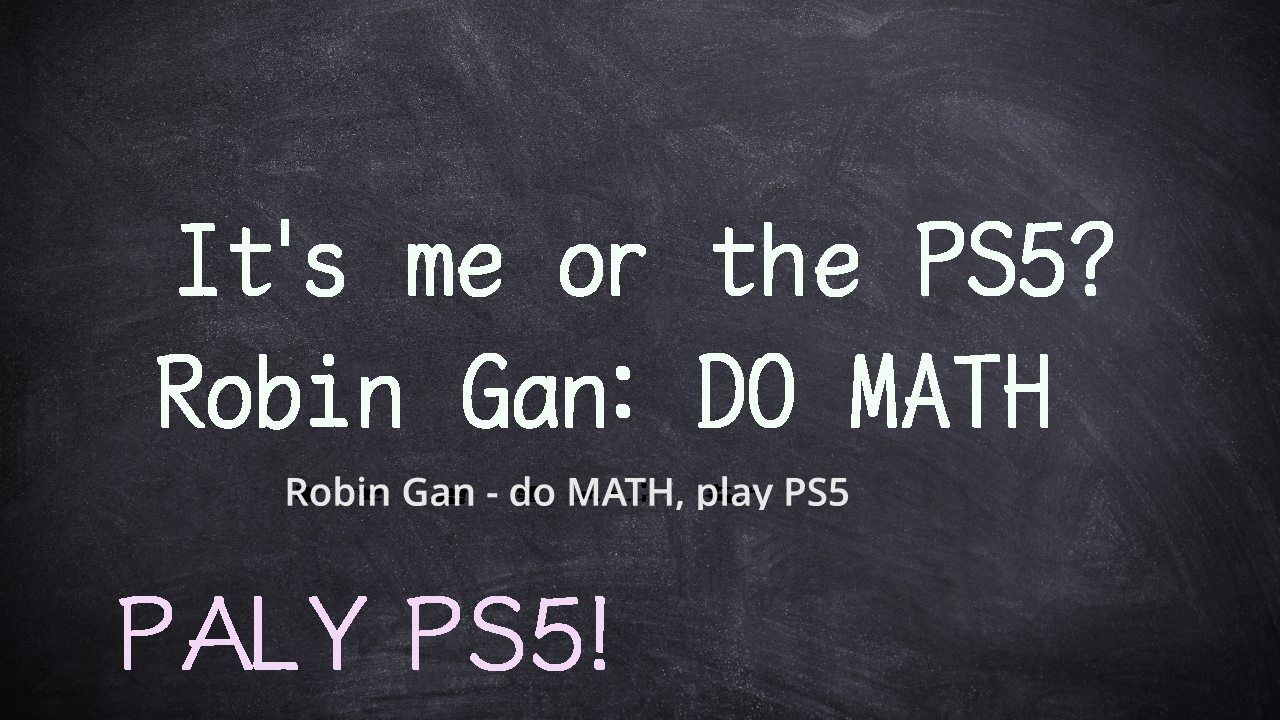 It's me or the PS5?
Robin Gan: DO MATH
Robin Gan - do MATH, play PS5
PALY PS5!